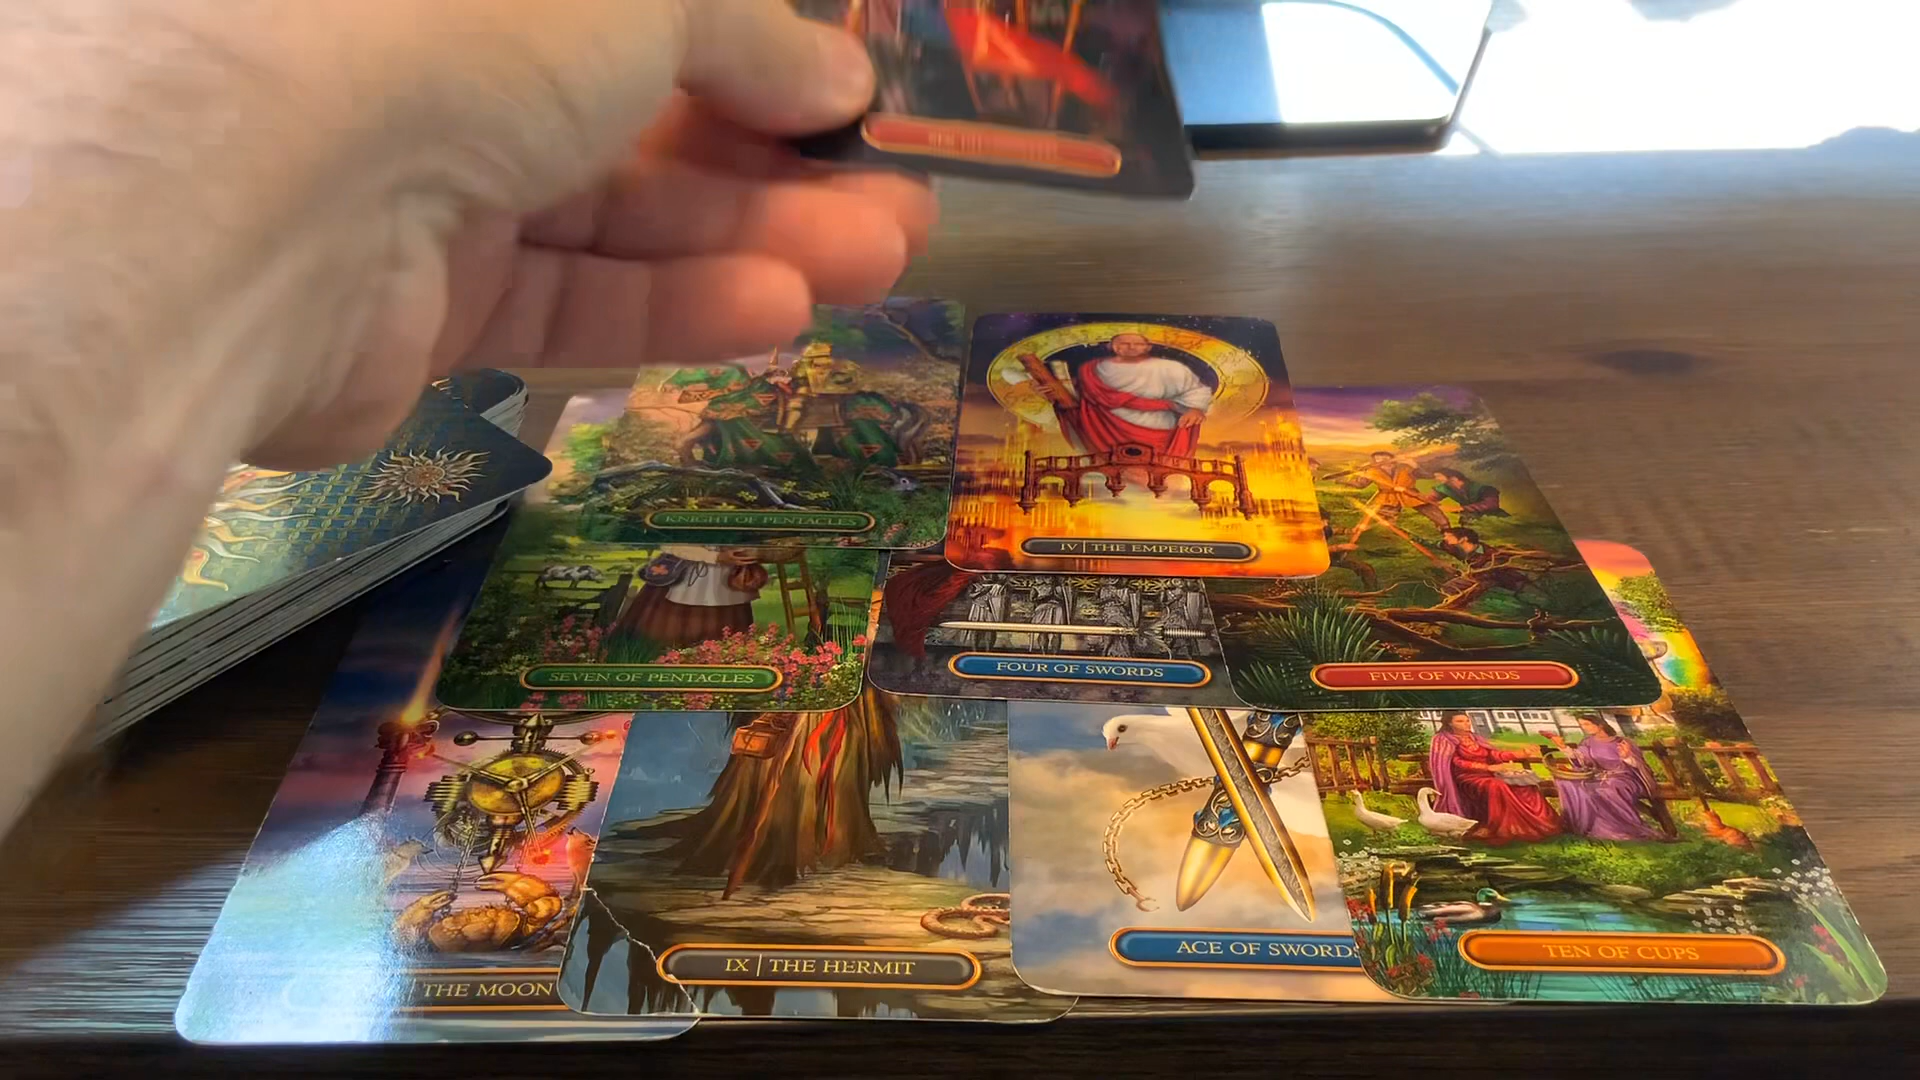 KNIGHT OF PENTACLES
IV | THE EMPEROR
SEVEN OF PENTACLES
FOUR OF SWORDS
FIVE OF WANDS
THE MOON
IX | THE HERMIT
ACE OF SWORDS
TEN OF CUPS